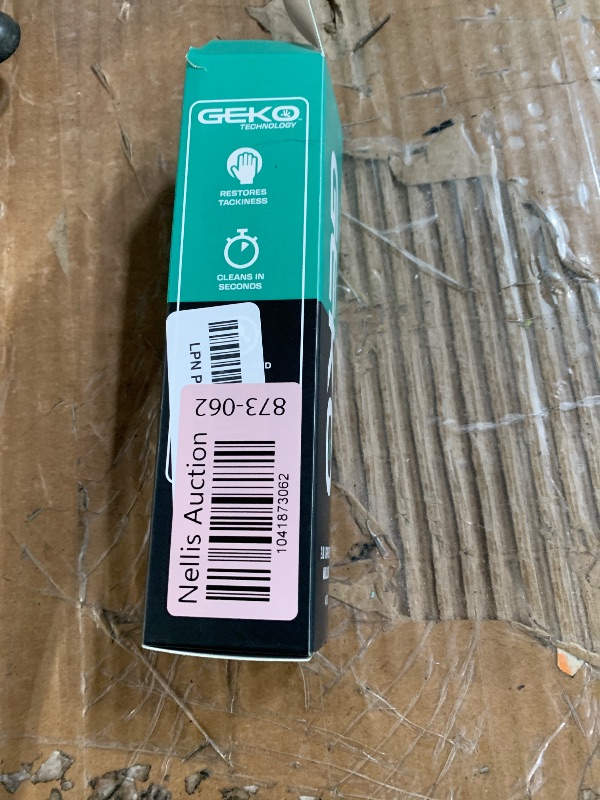 GEKO
TECHNOLOGY
RESTORES
TACKINESS
CLEANS IN
SECONDS
LPN
873-062
Nellis Auction
1041873062